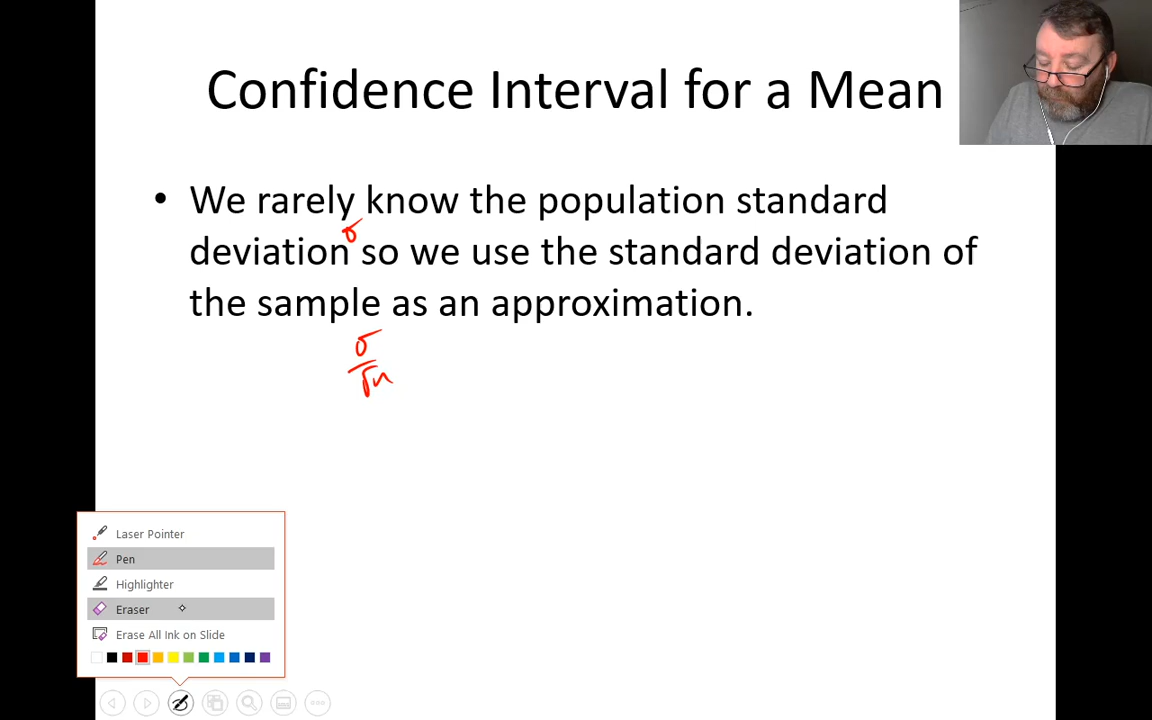 Confidence Interval for a Mean
• We rarely know the population standard
σ
deviation so we use the standard deviation of
the sample as an approximation.
σ
√n
Laser Pointer
Pen
Highlighter
Eraser
Erase All Ink on Slide